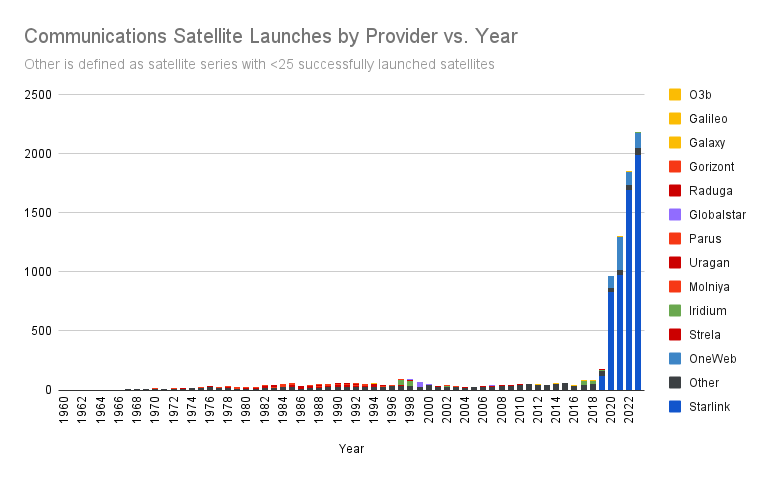 Communications Satellite Launches by Provider vs. Year
Other is defined as satellite series with <25 successfully launched satellites
2500
2000
1500
1000
500
0
1960
1962
1964
1966
1968
1970
1972
1974
1976
1978
1980
1982
1984
1986
1988
1990
1992
1994
1996
1998
2000
2002
2004
2006
2008
2010
2012
2014
2016
2018
2020
2022
Year
O3b
Galileo
Galaxy
Gorizont
Raduga
Globalstar
Parus
Uragan
Molniya
Iridium
Strela
OneWeb
Other
Starlink